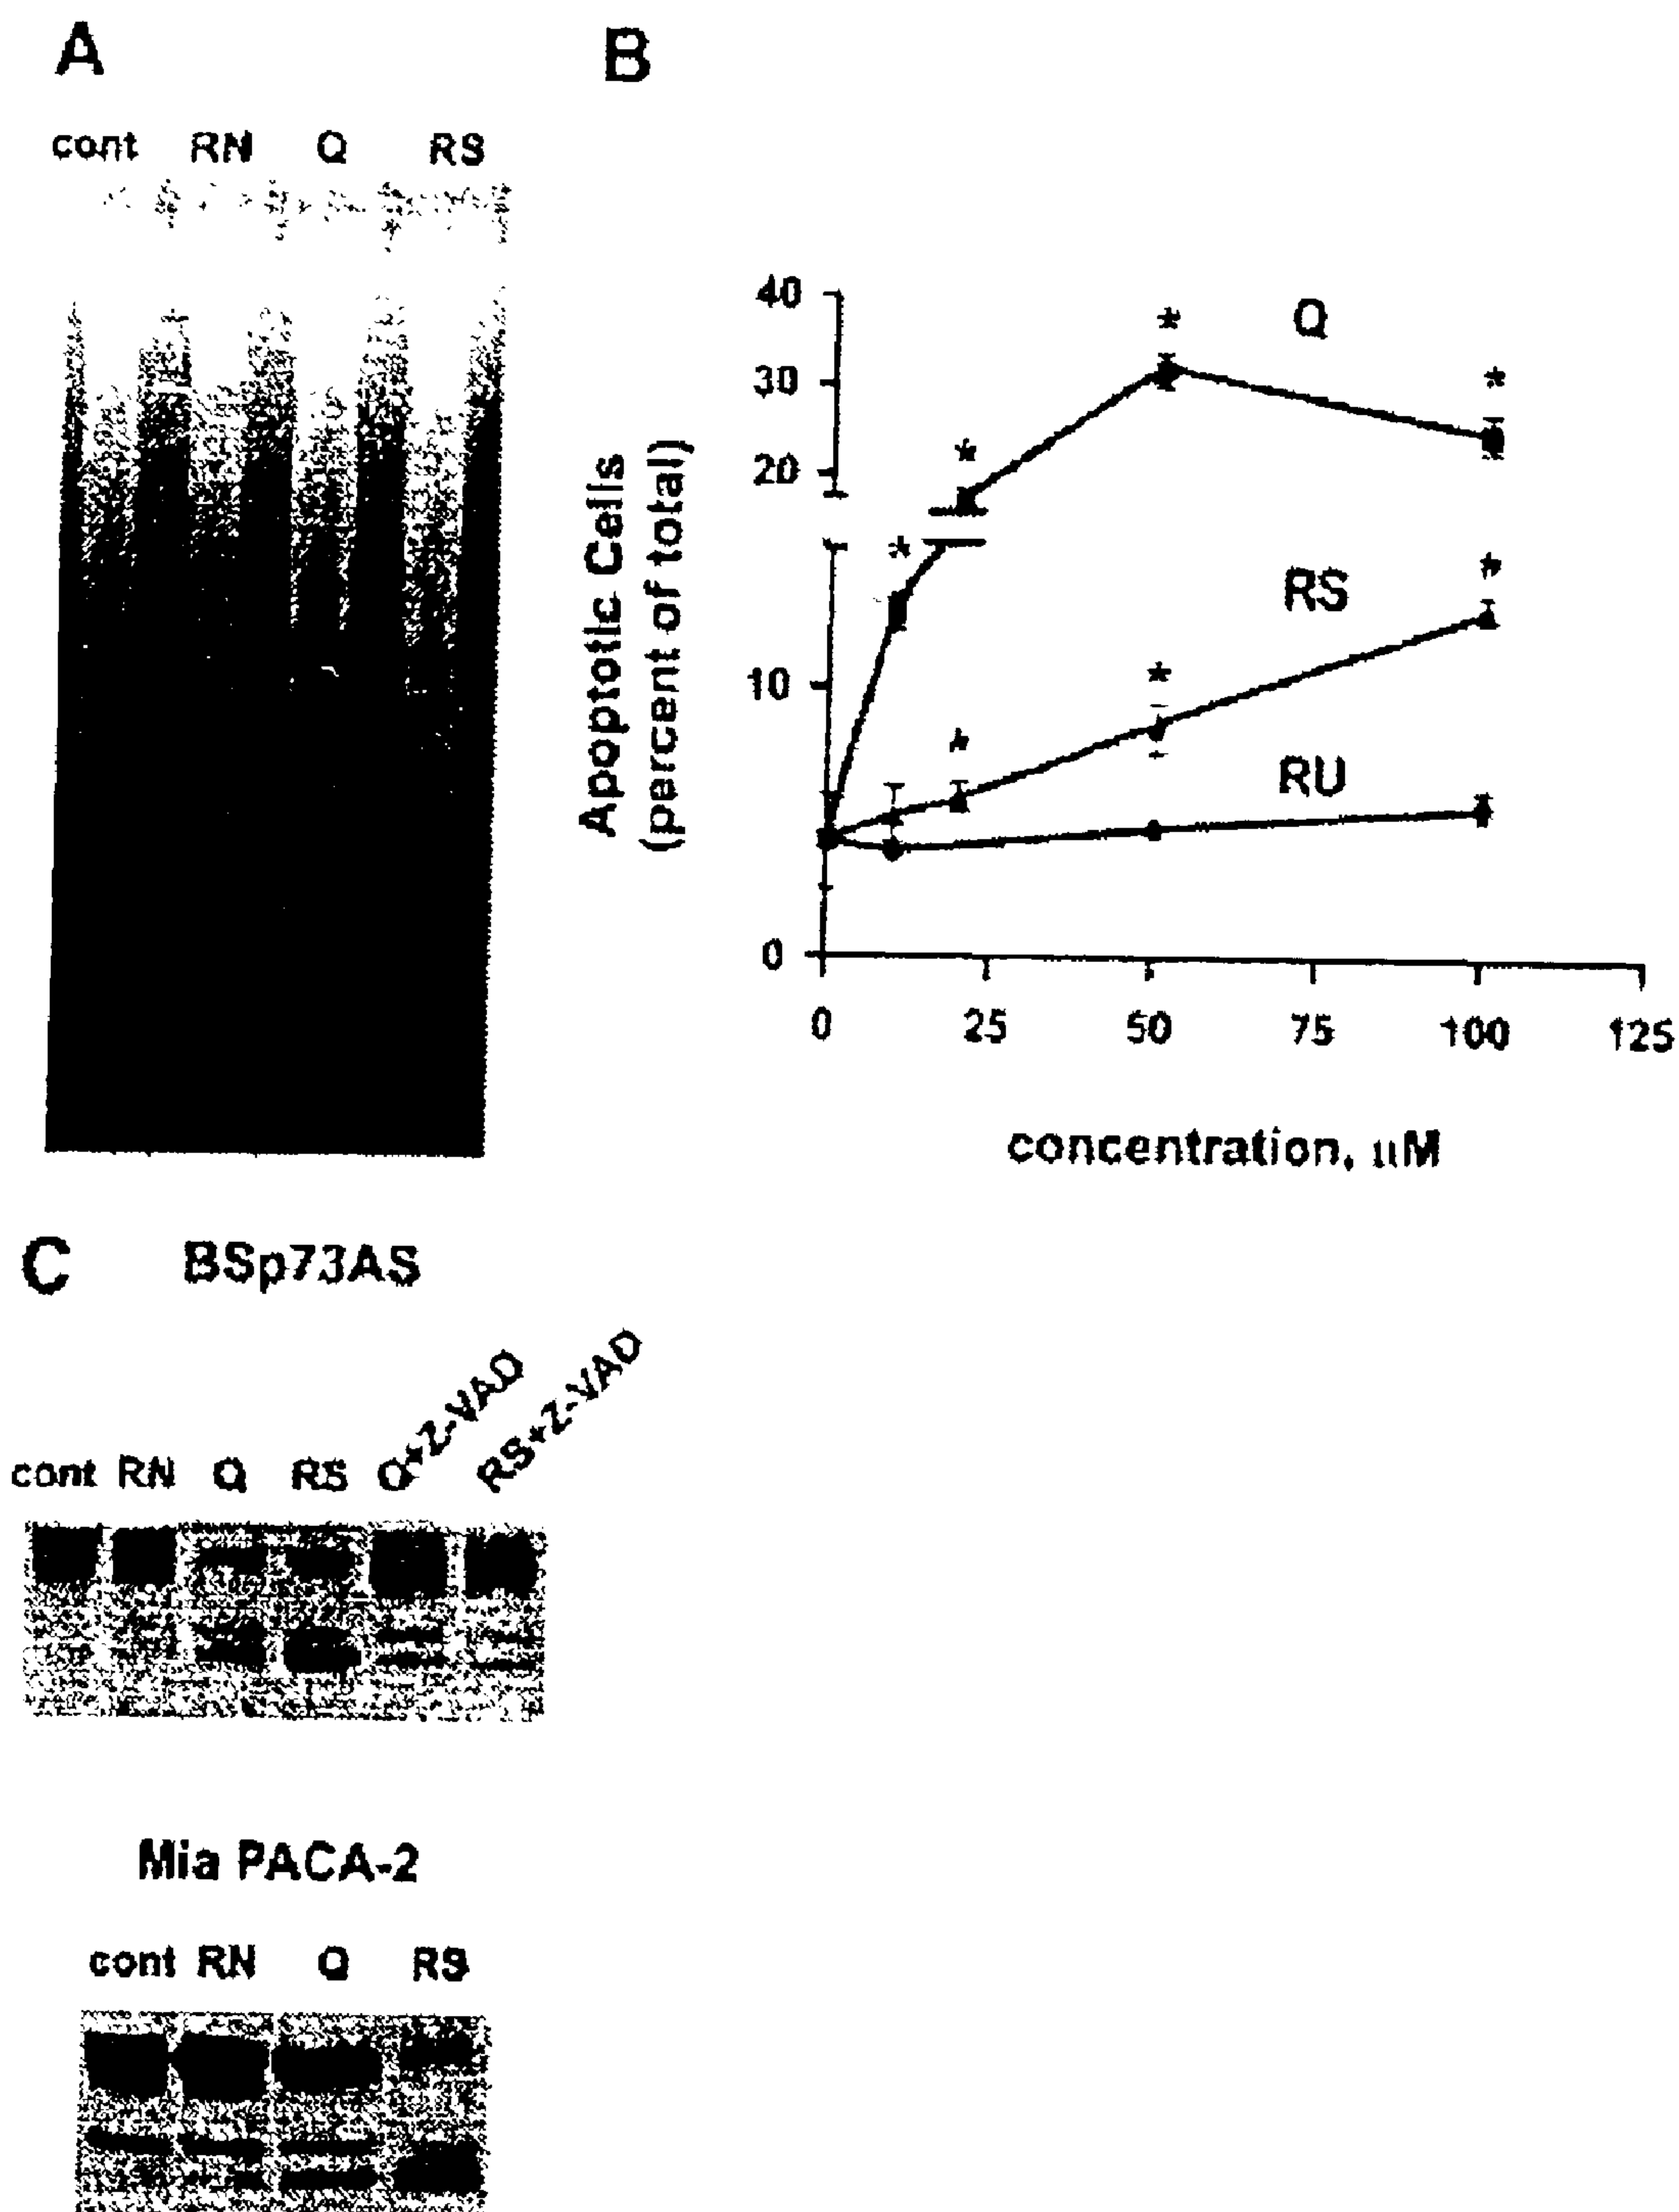 A
cont RN Q RS
B
40
30
20
10
0
Apoptotic Cells
(percent of total)
* * * *
Q
* * *
RS
RU
0 25 50 75 100 125
concentration, µM
C BSp73AS
cont RN Q RS Q+Z-VAD RS+Z-VAD
Mia PACA-2
cont RN Q RS